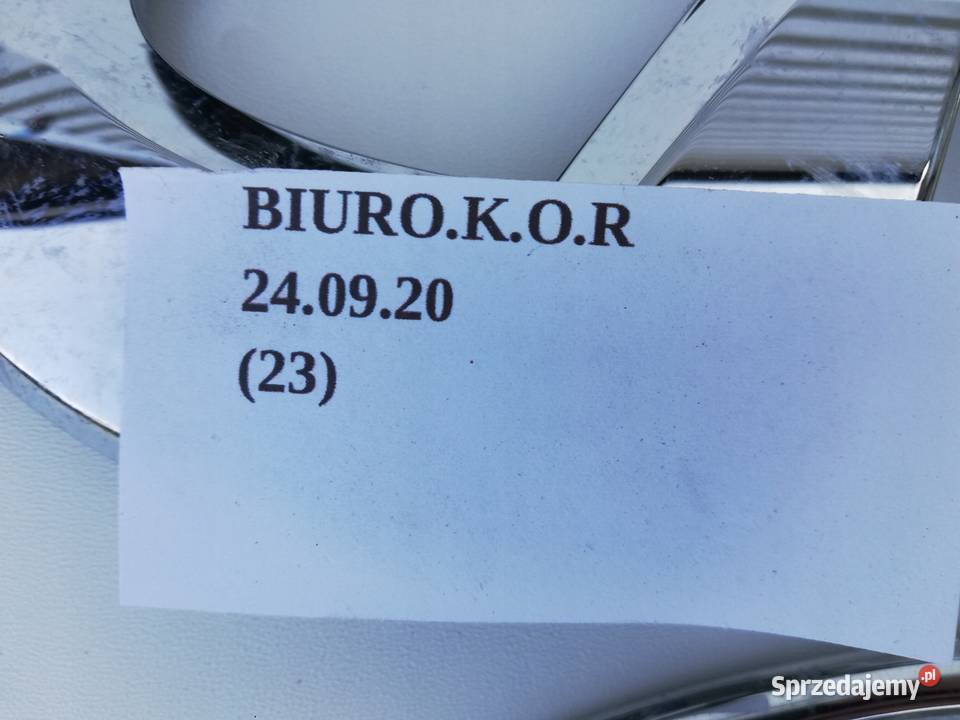 BIURO.K.O.R
24.09.20
(23)
Sprzedajemy.pl